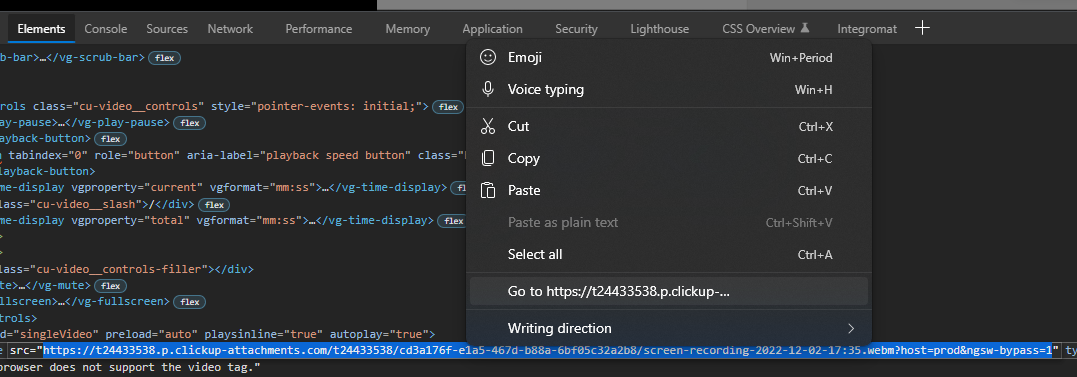 Elements Console Sources Network Performance Memory Application Security Lighthouse CSS Overview Integromat
ub-bar>…</vg-scrub-bar> flex
rols class="cu-video__controls" style="pointer-events: initial;"> flex
ay-pause>…</vg-play-pause> flex
ayback-button> flex
tabindex="0" role="button" aria-label="playback speed button" class="
layback-button>
me-display vgproperty="current" vgformat="mm:ss">…</vg-time-display>
"cu-video__slash">/</div> flex
me-display vgproperty="total" vgformat="mm:ss">…</vg-time-display> flex
>
>
lass="cu-video__controls-filler"></div>
te>…</vg-mute> flex
llscreen>…</vg-fullscreen> flex
ntrols>
d="singleVideo" preload="auto" playsinline="true" autoplay="true">
e src="https://t24433538.p.clickup-attachments.com/t24433538/cd3a176f-e1a5-467d-b88a-6bf05c32a2b8/screen-recording-2022-12-02-17:35.webm?host=prod&ngsw-bypass=1" ty
browser does not support the video tag."
Emoji Win+Period
Voice typing Win+H
Cut Ctrl+X
Copy Ctrl+C
Paste Ctrl+V
Paste as plain text Ctrl+Shift+V
Select all Ctrl+A
Go to https://t24433538.p.clickup-...
Writing direction